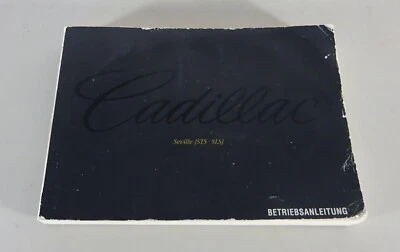 Cadillac
Seville [STS · SLS]
BETRIEBSANLEITUNG